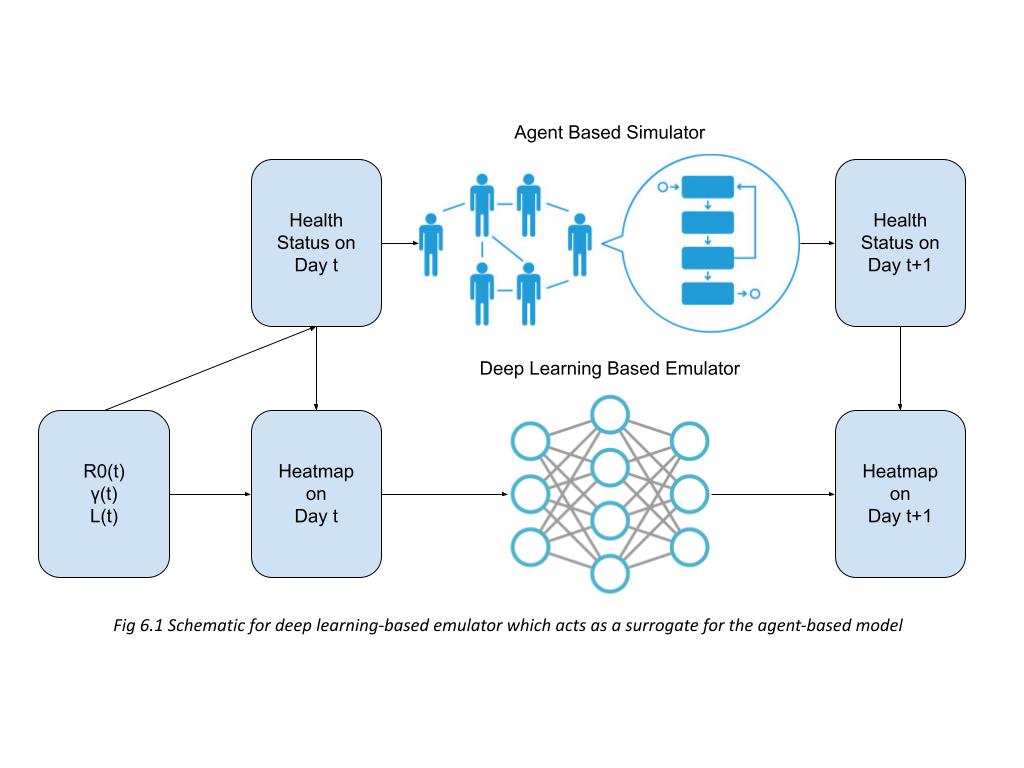 Agent Based Simulator
Health
Status on
Day t
Health
Status on
Day t+1
Deep Learning Based Emulator
R0(t)
γ(t)
L(t)
Heatmap
on
Day t
Heatmap
on
Day t+1
Fig 6.1 Schematic for deep learning-based emulator which acts as a surrogate for the agent-based model